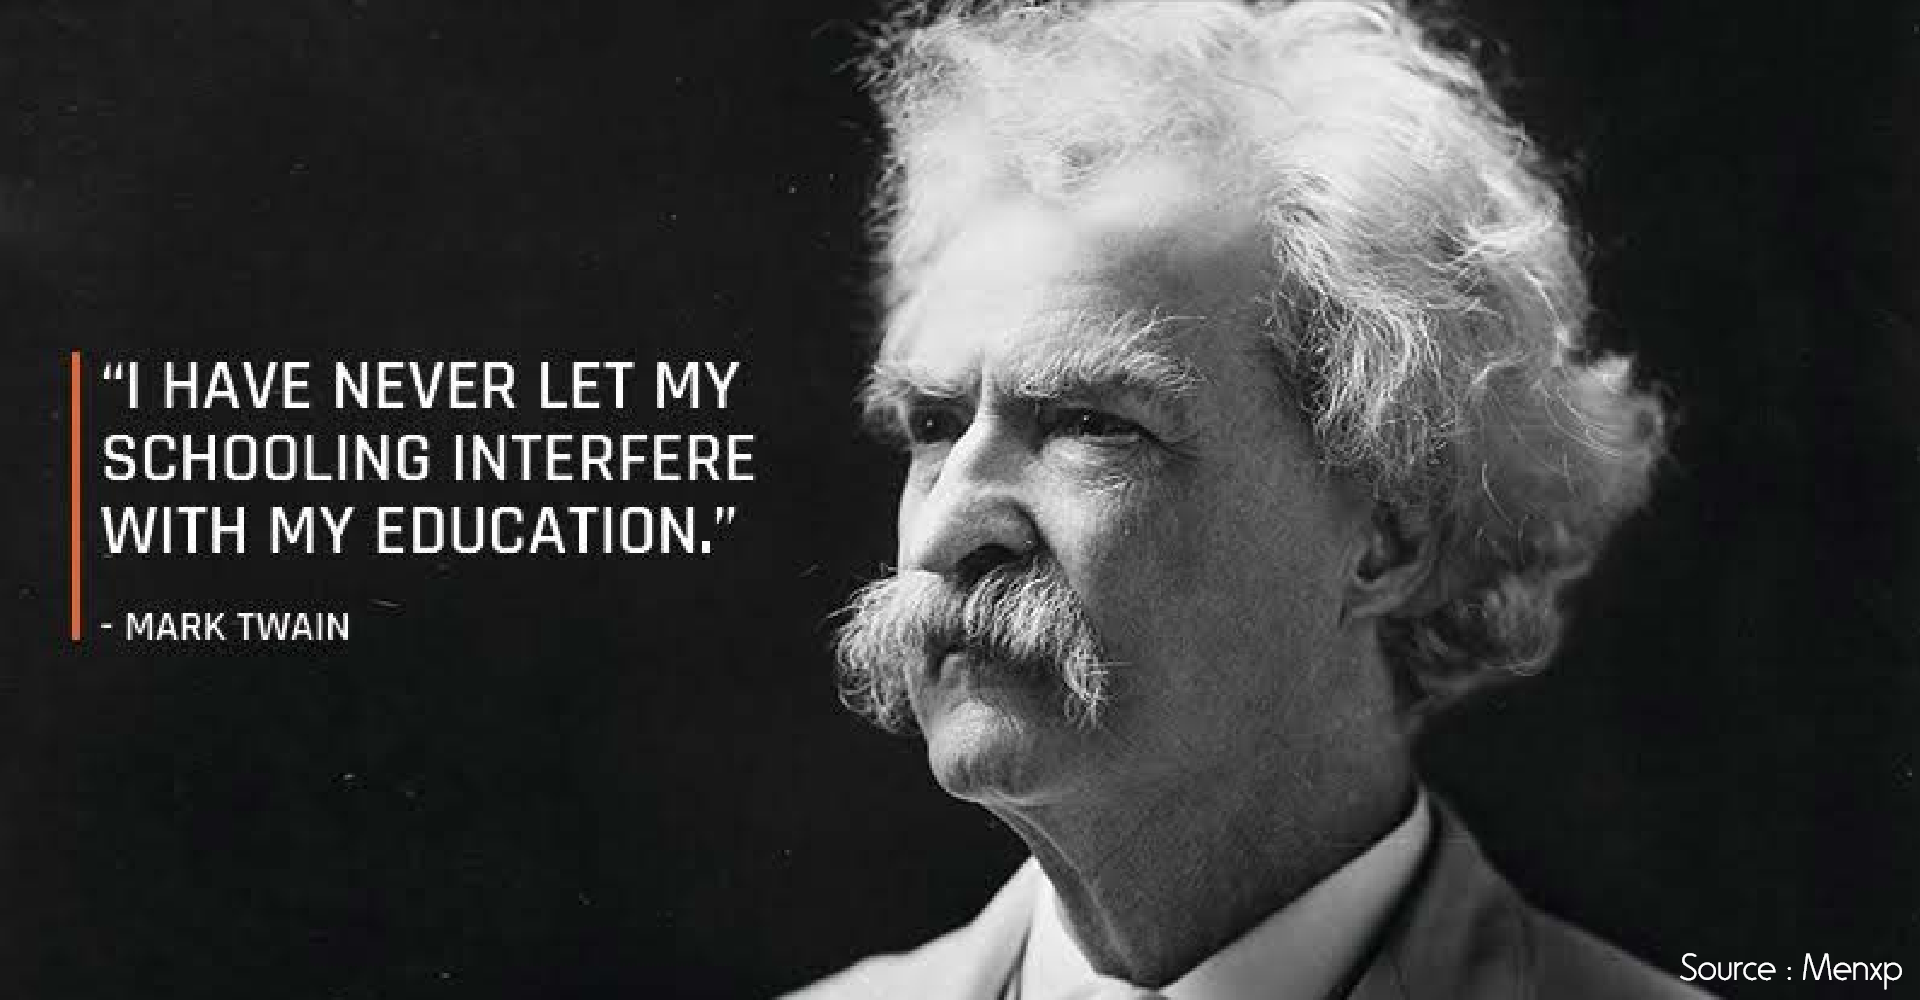 “I HAVE NEVER LET MY
SCHOOLING INTERFERE
WITH MY EDUCATION.”
- MARK TWAIN
Source : Menxp